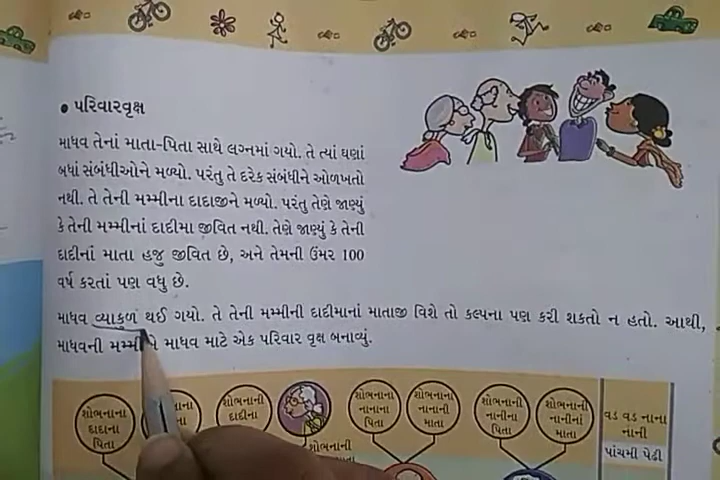 • પરિવારવૃક્ષ
માધવ તેનાં માતા-પિતા સાથે લગ્નમાં ગયો. તે ત્યાં ઘણાં
બધાં સંબંધીઓને મળ્યો. પરંતુ તે દરેક સંબંધીને ઓળખતો
નથી. તે તેની મમ્મીના દાદાજીને મળ્યો. પરંતુ તેણે જાણ્યું
કે તેની મમ્મીનાં દાદીમા જીવિત નથી. તેણે જાણ્યું કે તેની
દાદીનાં માતા હજુ જીવિત છે, અને તેમની ઉંમર 100
વર્ષ કરતાં પણ વધુ છે.
માધવ વ્યાકુળ થઈ ગયો. તે તેની મમ્મીની દાદીમાનાં માતાજી વિશે તો કલ્પના પણ કરી શકતો ન હતો. આથી,
માધવની મમ્મીએ માધવ માટે એક પરિવાર વૃક્ષ બનાવ્યું.
શોભનાના
દાદાના
પિતા
શોભનાની
દાદીના
શોભનાના
નાનાના
પિતા
શોભનાના
નાનાની
માતા
શોભનાની
નાનીના
પિતા
શોભનાની
નાનીનાં
માતા
વડ વડ નાના
નાની
પાંચમી પેઢી
શોભનાની